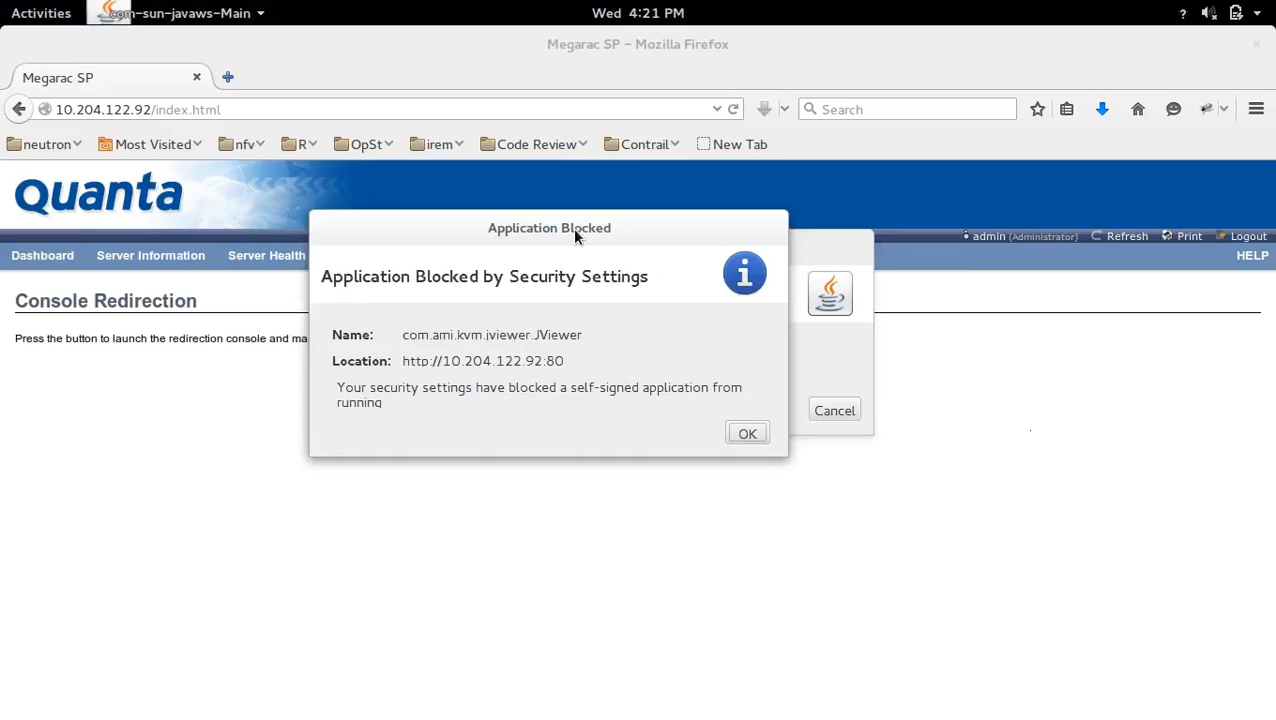 Activities com-sun-javaws-Main Wed 4:21 PM ?
Megarac SP - Mozilla Firefox
Megarac SP
10.204.122.92/index.html Search
neutron Most Visited nfv R OpSt irem Code Review Contrail New Tab
Quanta
Application Blocked
admin (Administrator) Refresh Print Logout
Dashboard Server Information Server Health HELP
Application Blocked by Security Settings
Console Redirection
Name: com.ami.kvm.jviewer.JViewer
Press the button to launch the redirection console and ma
Location: http://10.204.122.92:80
Your security settings have blocked a self-signed application from
running
Cancel
OK